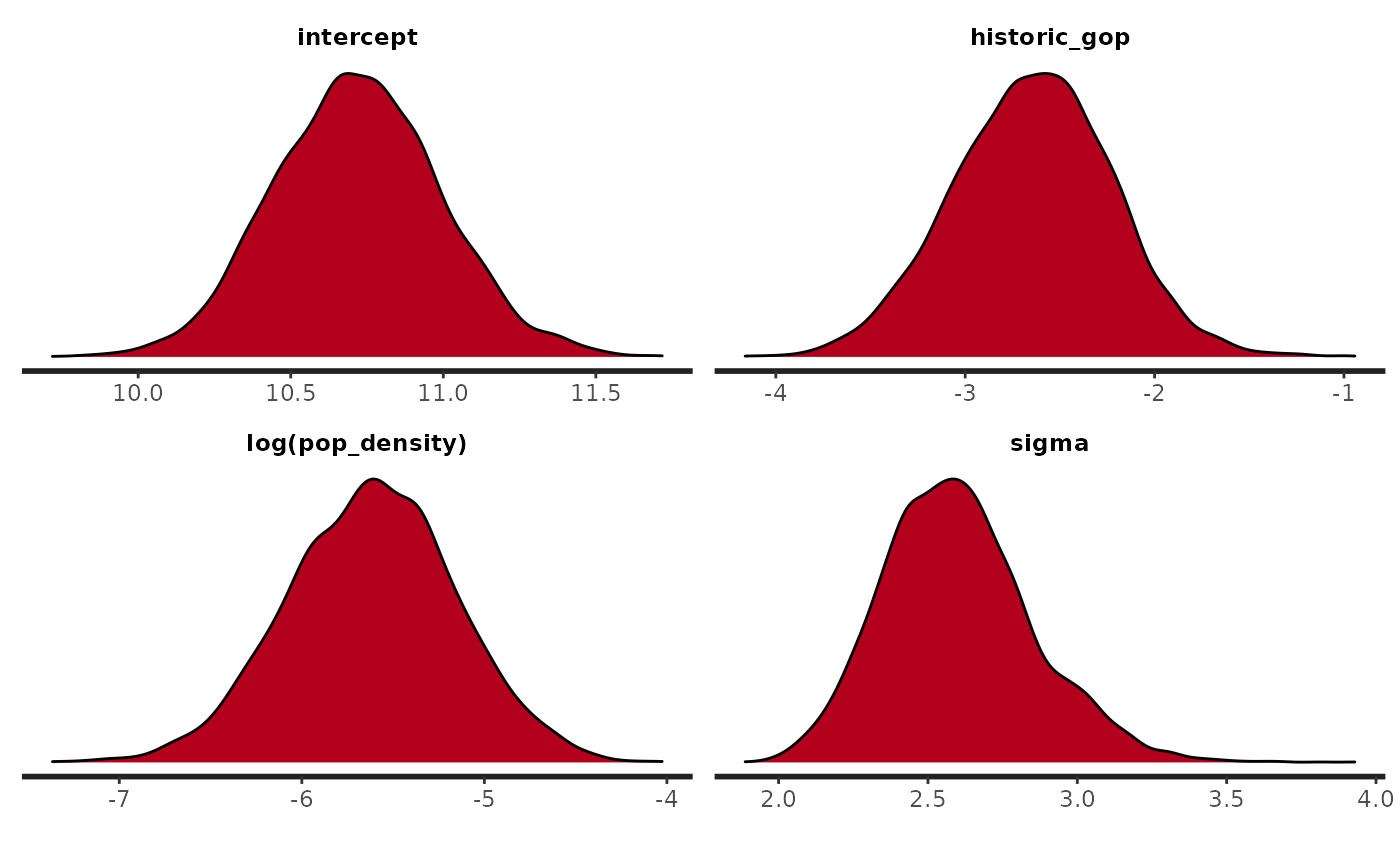 intercept
historic_gop
10.0 10.5 11.0 11.5
-4 -3 -2 -1
log(pop_density)
sigma
-7 -6 -5 -4
2.0 2.5 3.0 3.5 4.0